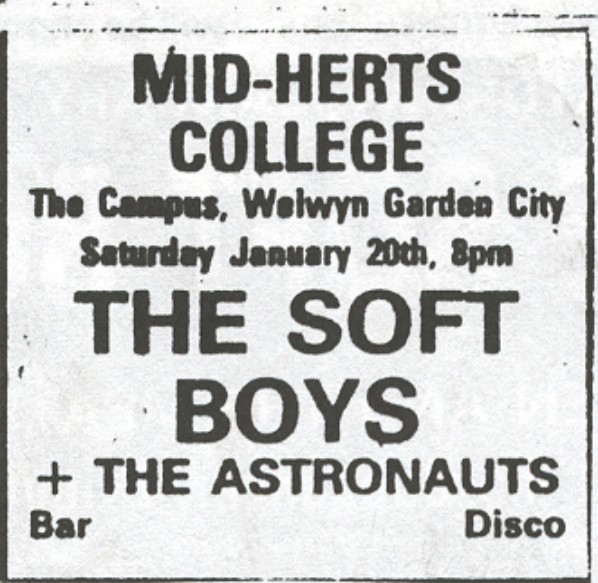 MID-HERTS
COLLEGE
The Campus, Welwyn Garden City
Saturday January 20th, 8pm
THE SOFT
BOYS
+ THE ASTRONAUTS
Bar Disco